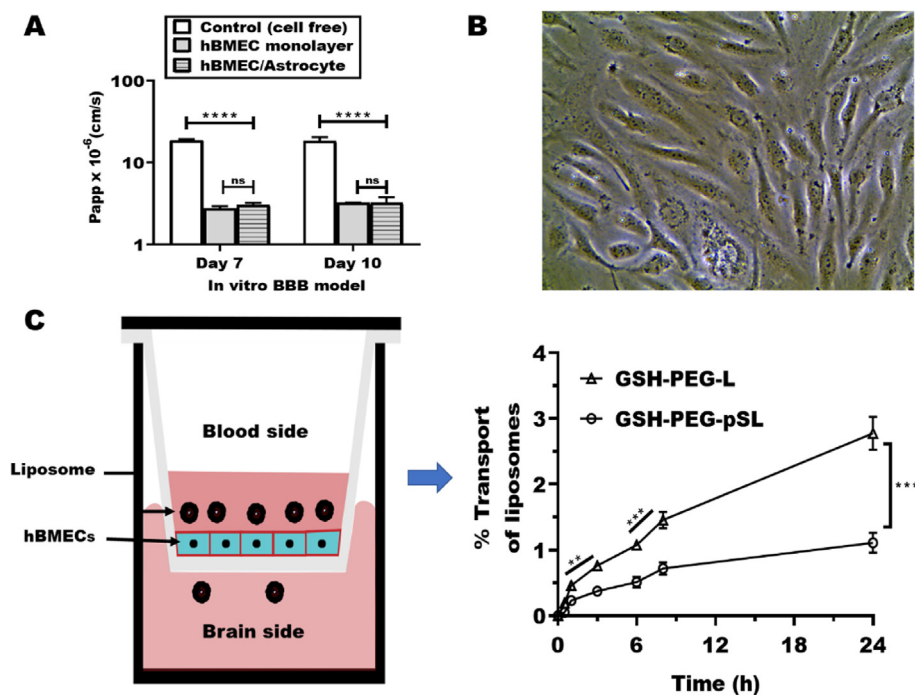 A
Control (cell free)
hBMEC monolayer
hBMEC/Astrocyte
Papp x 10⁻⁶(cm/s)
100
10
1
****
ns
****
ns
Day 7
Day 10
In vitro BBB model
B
C
Blood side
Liposome
hBMECs
Brain side
% Transport
of liposomes
4
3
2
1
0
GSH-PEG-L
GSH-PEG-pSL
**
***
***
0
6
12
18
24
Time (h)